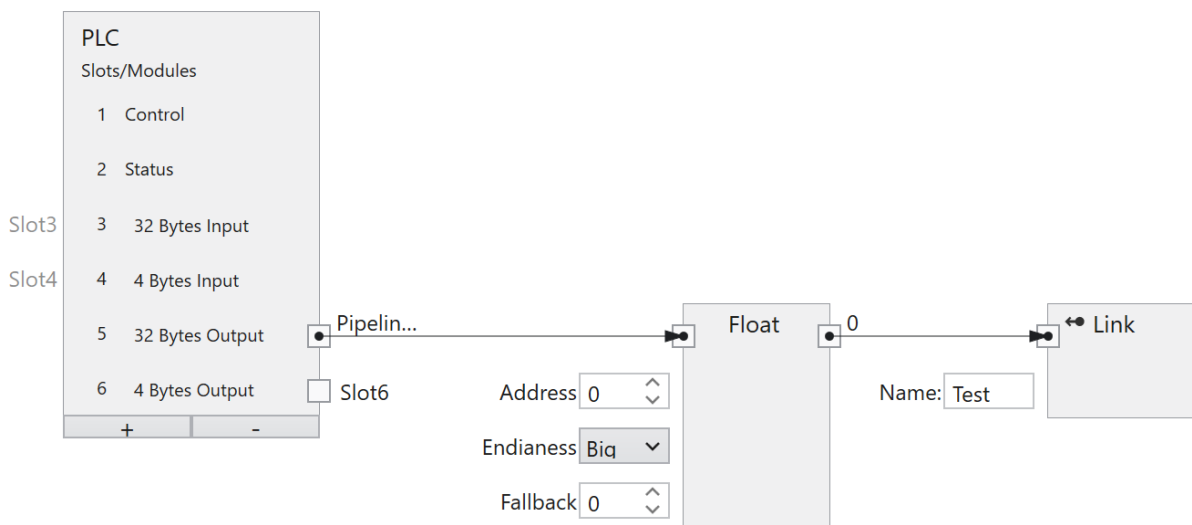 PLC
Slots/Modules
1 Control
2 Status
Slot3 3 32 Bytes Input
Slot4 4 4 Bytes Input
5 32 Bytes Output Pipelin...
6 4 Bytes Output Slot6
+ -
Float 0
Address 0
Endianess Big
Fallback 0
Link
Name: Test